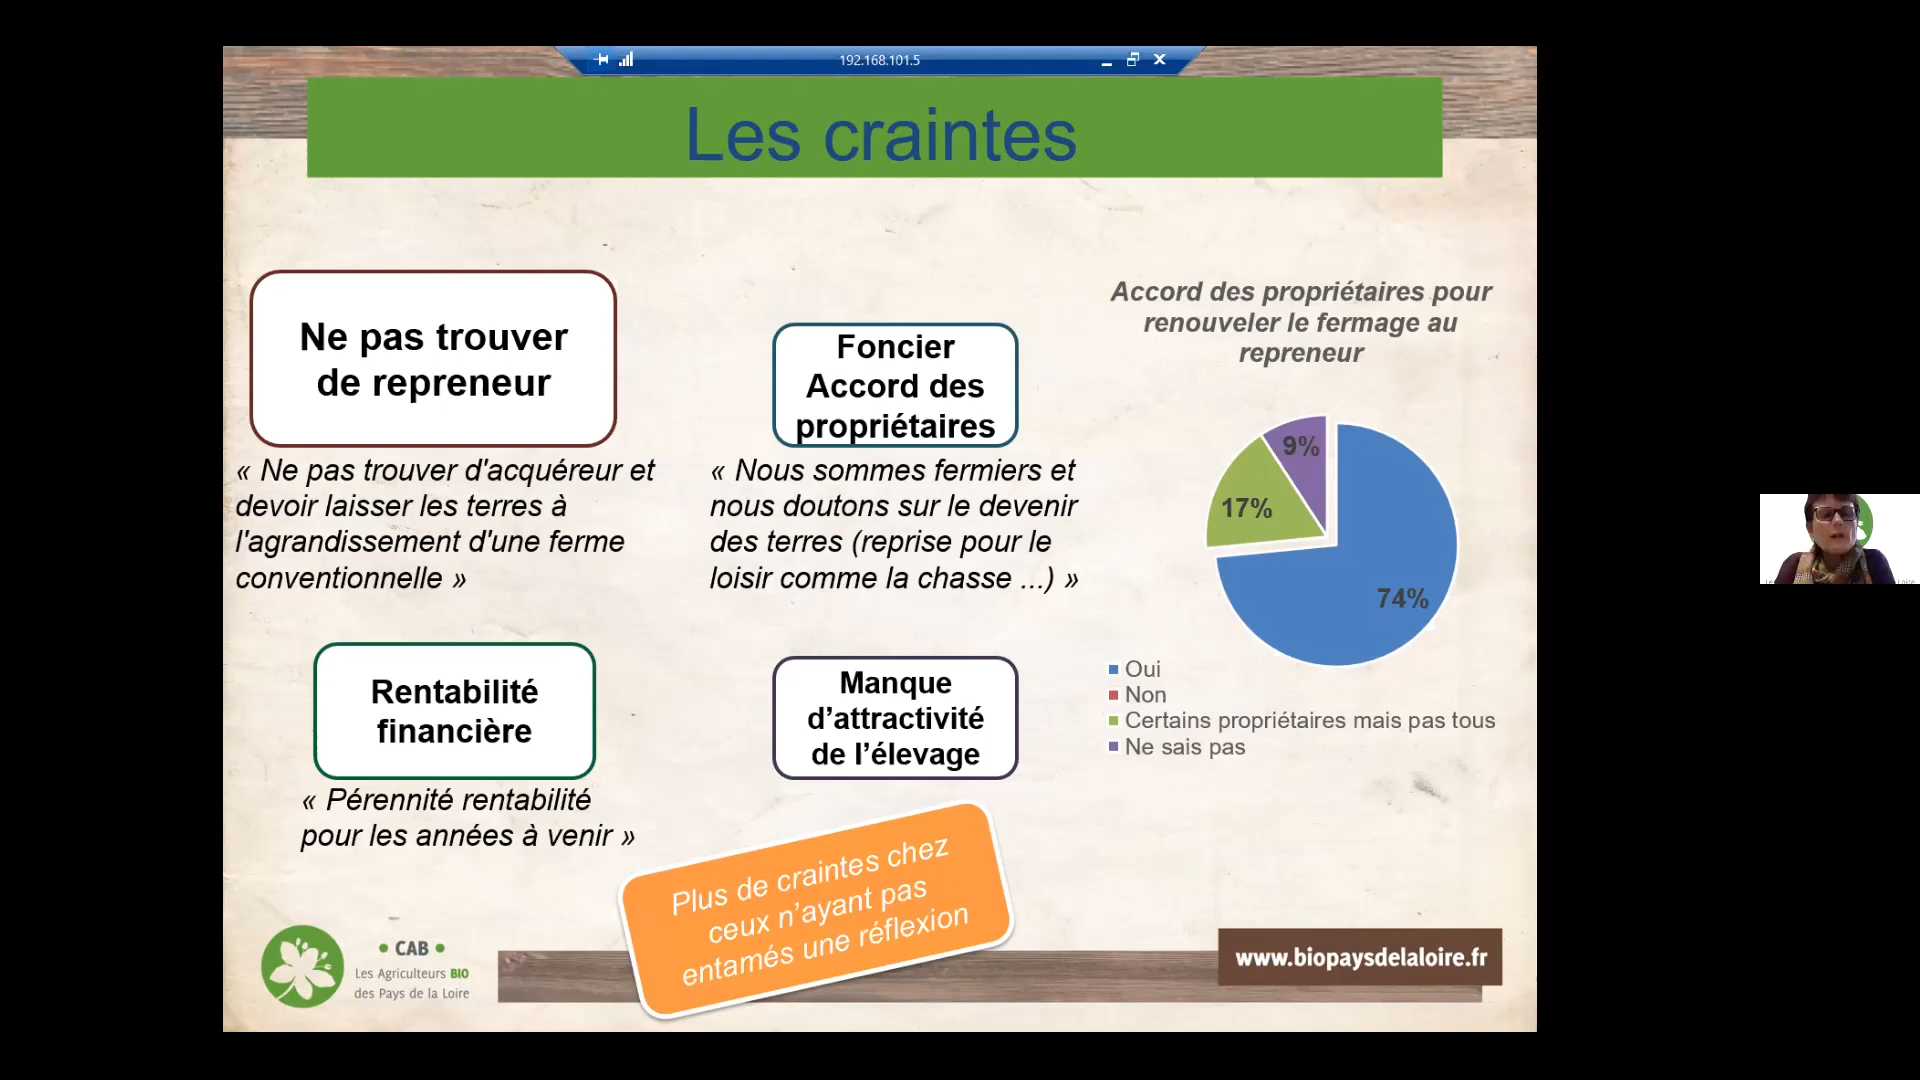 192.168.101.5
Les craintes
Ne pas trouver
de repreneur
« Ne pas trouver d'acquéreur et
devoir laisser les terres à
l'agrandissement d'une ferme
conventionnelle »
Foncier
Accord des
propriétaires
« Nous sommes fermiers et
nous doutons sur le devenir
des terres (reprise pour le
loisir comme la chasse ...) »
Accord des propriétaires pour
renouveler le fermage au
repreneur
9%
17%
74%
Oui
Non
Certains propriétaires mais pas tous
Ne sais pas
Rentabilité
financière
« Pérennité rentabilité
pour les années à venir »
Manque
d’attractivité
de l’élevage
Plus de craintes chez
ceux n’ayant pas
entamés une réflexion
• CAB •
Les Agriculteurs BIO
des Pays de la Loire
www.biopaysdelaloire.fr